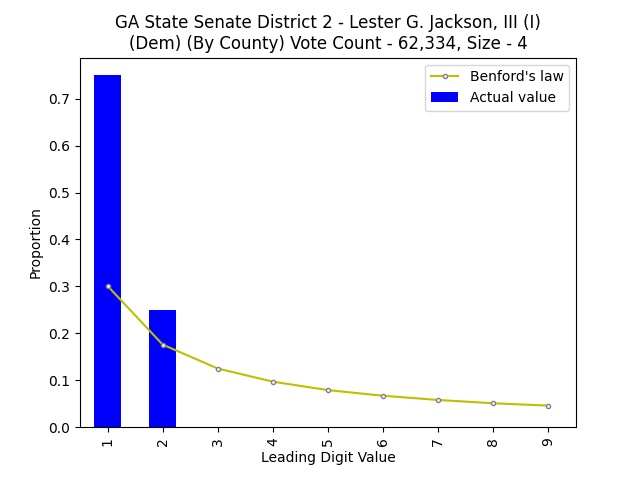 GA State Senate District 2 - Lester G. Jackson, III (I)
(Dem) (By County) Vote Count - 62,334, Size - 4
Benford's law
Actual value
Proportion
0.7
0.6
0.5
0.4
0.3
0.2
0.1
0.0
1 2 3 4 5 6 7 8 9
Leading Digit Value